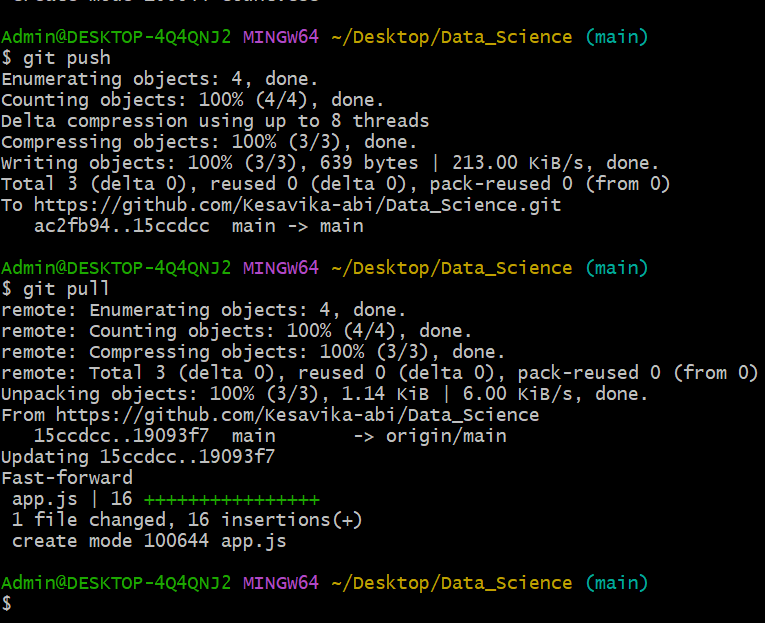 Admin@DESKTOP-4Q4QNJ2 MINGW64 ~/Desktop/Data_Science (main)
$ git push
Enumerating objects: 4, done.
Counting objects: 100% (4/4), done.
Delta compression using up to 8 threads
Compressing objects: 100% (3/3), done.
Writing objects: 100% (3/3), 639 bytes | 213.00 KiB/s, done.
Total 3 (delta 0), reused 0 (delta 0), pack-reused 0 (from 0)
To https://github.com/Kesavika-abi/Data_Science.git
   ac2fb94..15ccdcc  main -> main

Admin@DESKTOP-4Q4QNJ2 MINGW64 ~/Desktop/Data_Science (main)
$ git pull
remote: Enumerating objects: 4, done.
remote: Counting objects: 100% (4/4), done.
remote: Compressing objects: 100% (3/3), done.
remote: Total 3 (delta 0), reused 0 (delta 0), pack-reused 0 (from 0)
Unpacking objects: 100% (3/3), 1.14 KiB | 6.00 KiB/s, done.
From https://github.com/Kesavika-abi/Data_Science
   15ccdcc..19093f7  main       -> origin/main
Updating 15ccdcc..19093f7
Fast-forward
 app.js | 16 ++++++++++++++++
 1 file changed, 16 insertions(+)
 create mode 100644 app.js

Admin@DESKTOP-4Q4QNJ2 MINGW64 ~/Desktop/Data_Science (main)
$